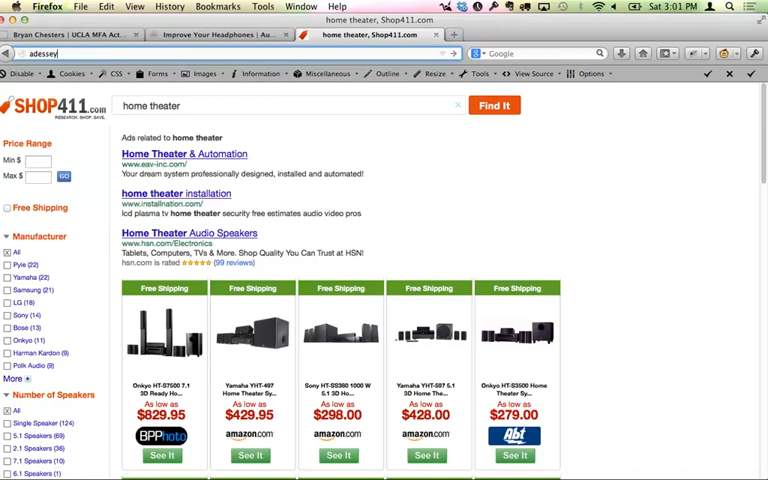 Firefox File Edit View History Bookmarks Tools Window Help Sat 3:01 PM
home theater, Shop411.com
Bryan Chesters | UCLA MFA Act... Improve Your Headphones | Au... home theater, Shop411.com
adessey Google
Disable Cookies CSS Forms Images Information Miscellaneous Outline Resize Tools View Source Options
SHOP411.com home theater Find It
RESEARCH. SHOP. SAVE.
Price Range
Min $
Max $ GO
Free Shipping
Manufacturer
All
Pyle (22)
Yamaha (22)
Samsung (21)
LG (18)
Sony (14)
Bose (13)
Onkyo (11)
Harman Kardon (9)
Polk Audio (9)
More
Number of Speakers
All
Single Speaker (124)
5.1 Speakers (69)
2.1 Speakers (36)
7.1 Speakers (10)
6.1 Speakers (1)
Ads related to home theater
Home Theater & Automation
www.eav-inc.com/
Your dream system professionally designed, installed and automated!
home theater installation
www.installnation.com/
lcd plasma tv home theater security free estimates audio video pros
Home Theater Audio Speakers
www.hsn.com/Electronics
Tablets, Computers, TVs & More. Shop Quality You Can Trust at HSN!
hsn.com is rated (99 reviews)
Free Shipping Free Shipping Free Shipping Free Shipping Free Shipping
Onkyo HT-S7500 7.1 Yamaha YHT-497 Sony SS380 1000 W Yamaha YHT-597 5.1 Onkyo HT-S3500 Home
3D Ready Ho... Home Theater Sy... 5.1 3D Ho... 3D Home The... Theater Sy...
As low as As low as As low as As low as As low as
$829.95 $429.95 $298.00 $428.00 $279.00
BPPhoto amazon.com amazon.com amazon.com Abt
See It See It See It See It See It